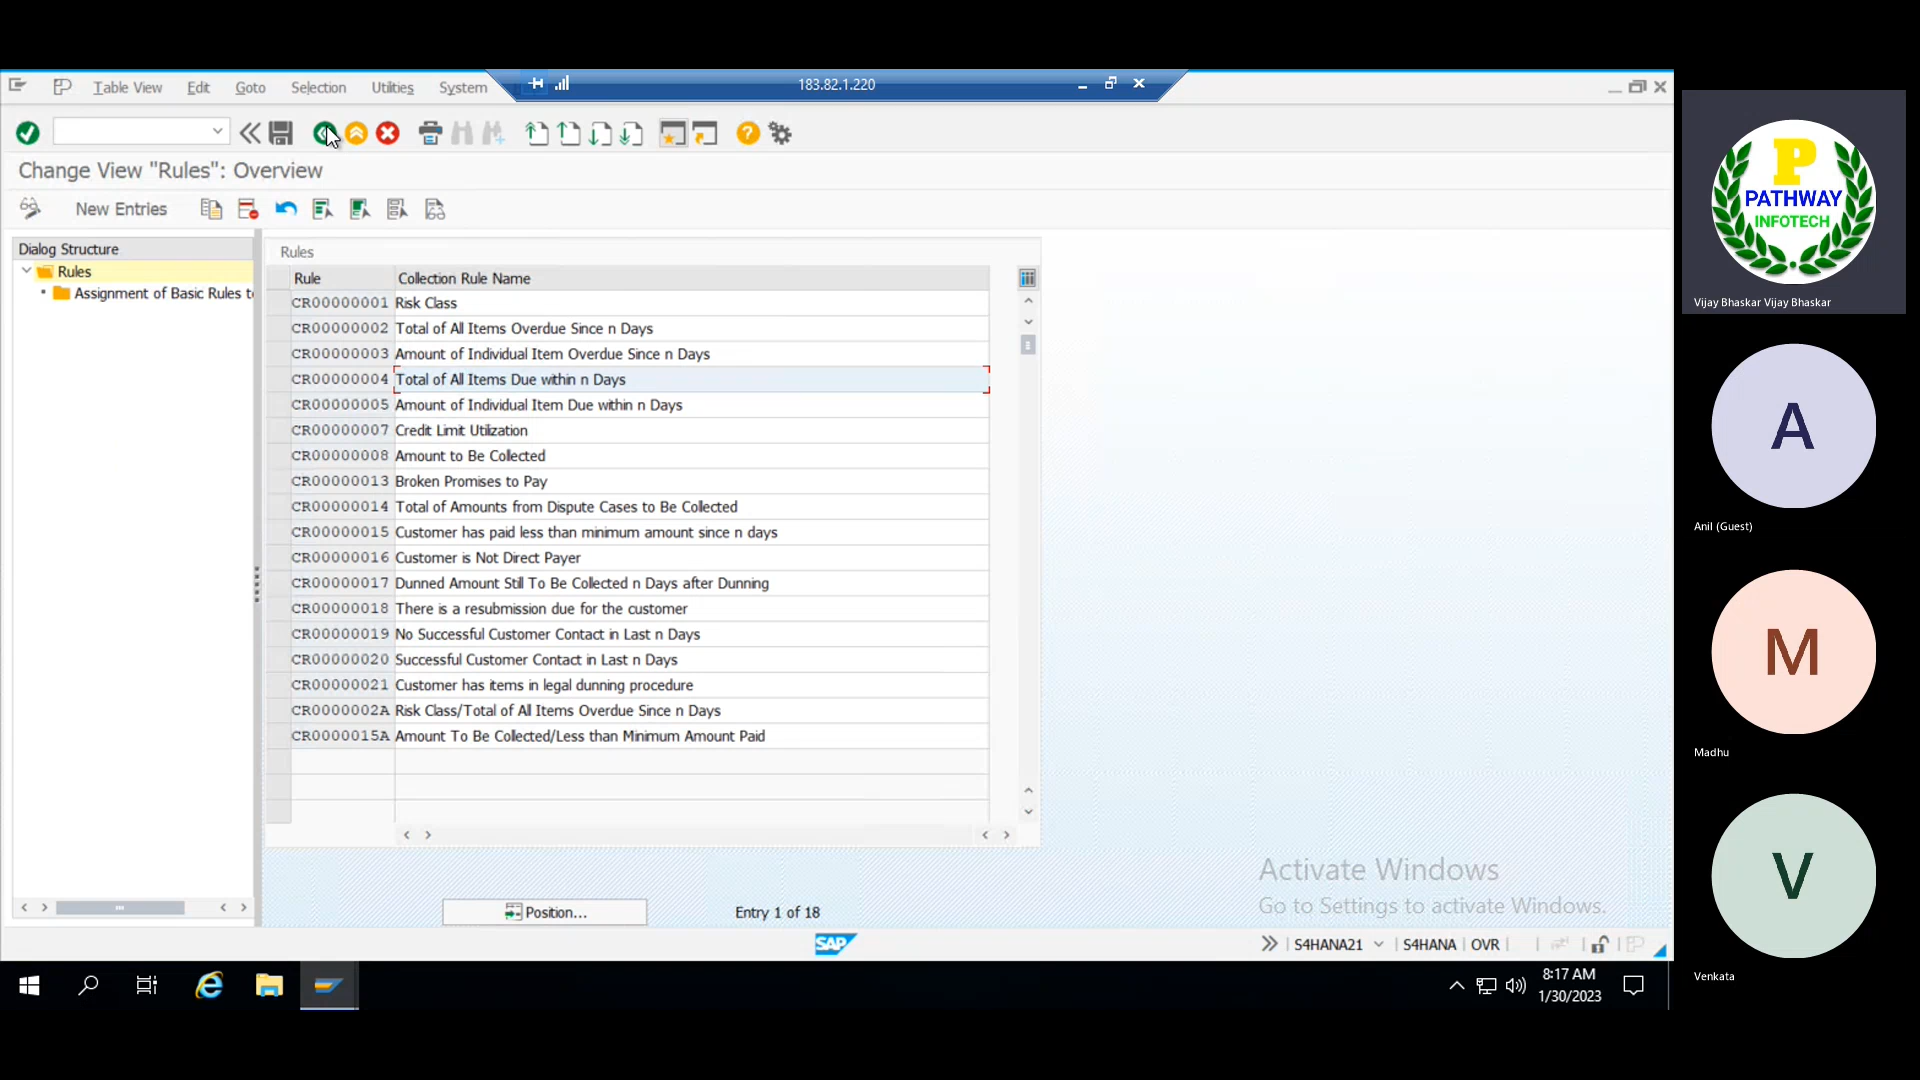 Table View Edit Goto Selection Utilities System
183.82.1.220
Change View "Rules": Overview
New Entries
Dialog Structure
Rules
Assignment of Basic Rules to
Rules
Rule Collection Rule Name
CR00000001 Risk Class
CR00000002 Total of All Items Overdue Since n Days
CR00000003 Amount of Individual Item Overdue Since n Days
CR00000004 Total of All Items Due within n Days
CR00000005 Amount of Individual Item Due within n Days
CR00000007 Credit Limit Utilization
CR00000008 Amount to Be Collected
CR00000013 Broken Promises to Pay
CR00000014 Total of Amounts from Dispute Cases to Be Collected
CR00000015 Customer has paid less than minimum amount since n days
CR00000016 Customer is Not Direct Payer
CR00000017 Dunned Amount Still To Be Collected n Days after Dunning
CR00000018 There is a resubmission due for the customer
CR00000019 No Successful Customer Contact in Last n Days
CR00000020 Successful Customer Contact in Last n Days
CR00000021 Customer has items in legal dunning procedure
CR0000002A Risk Class/Total of All Items Overdue Since n Days
CR0000015A Amount To Be Collected/Less than Minimum Amount Paid
Position... Entry 1 of 18
Activate Windows
Go to Settings to activate Windows.
SAP
S4HANA21 S4HANA OVR
8:17 AM
1/30/2023
P
PATHWAY
INFOTECH
Vijay Bhaskar Vijay Bhaskar
A
Anil (Guest)
M
Madhu
V
Venkata